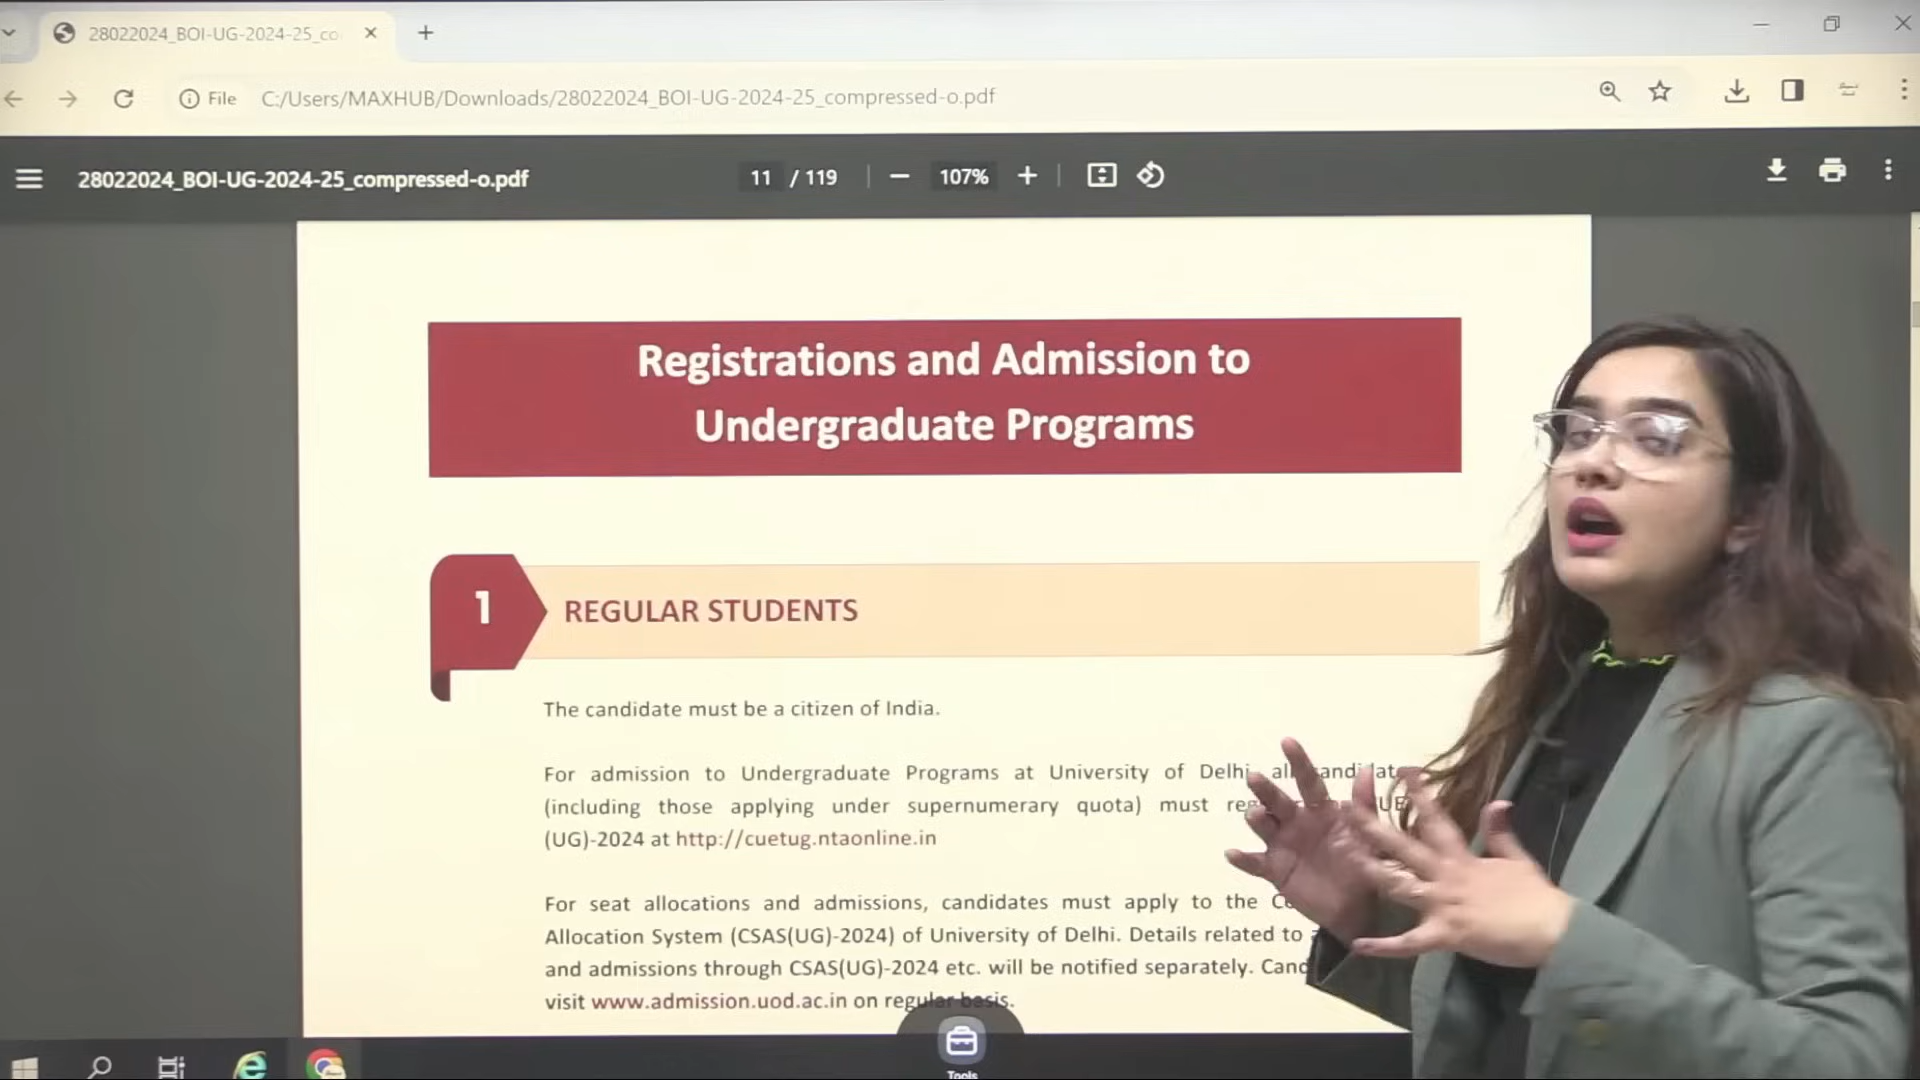 28022024_BOI-UG-2024-25_co
File C:/Users/MAXHUB/Downloads/28022024_BOI-UG-2024-25_compressed-o.pdf
28022024_BOI-UG-2024-25_compressed-o.pdf 11 / 119 107%
Registrations and Admission to
Undergraduate Programs
1 REGULAR STUDENTS
The candidate must be a citizen of India.
For admission to Undergraduate Programs at University of Delhi
(including those applying under supernumerary quota) must
(UG)-2024 at http://cuetug.ntaonline.in
For seat allocations and admissions, candidates must apply to the
Allocation System (CSAS(UG)-2024) of University of Delhi. Details related to
and admissions through CSAS(UG)-2024 etc. will be notified separately.
visit www.admission.uod.ac.in on regular basis.
Tools